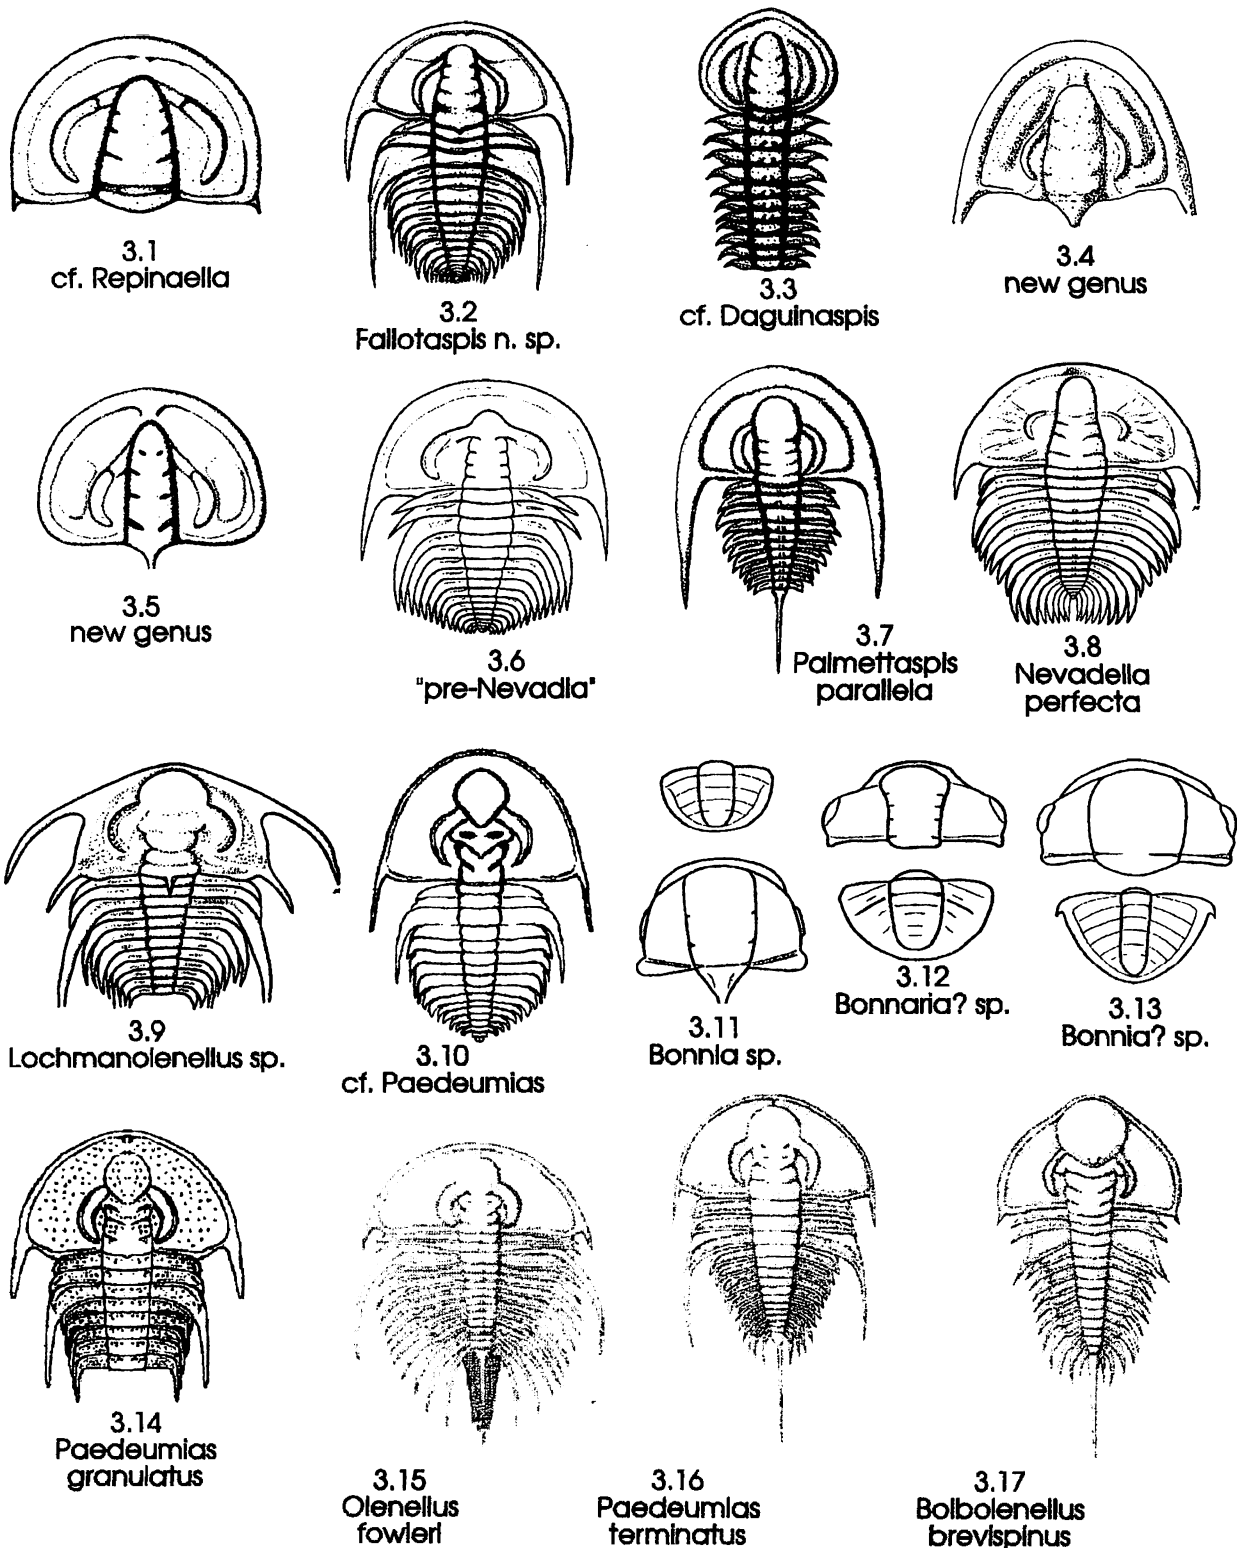 3.1
cf. Repinaella
3.2
Fallotaspis n. sp.
3.3
cf. Daguinaspis
3.4
new genus
3.5
new genus
3.6
"pre-Nevadia"
3.7
Palmettaspis
parallela
3.8
Nevadella
perfecta
3.9
Lochmanolenellus sp.
3.10
cf. Paedeumias
3.11
Bonnia sp.
3.12
Bonnaria? sp.
3.13
Bonnia? sp.
3.14
Paedeumias
granulatus
3.15
Olenellus
fowleri
3.16
Paedeumias
terminatus
3.17
Bolbolenellus
brevispinus